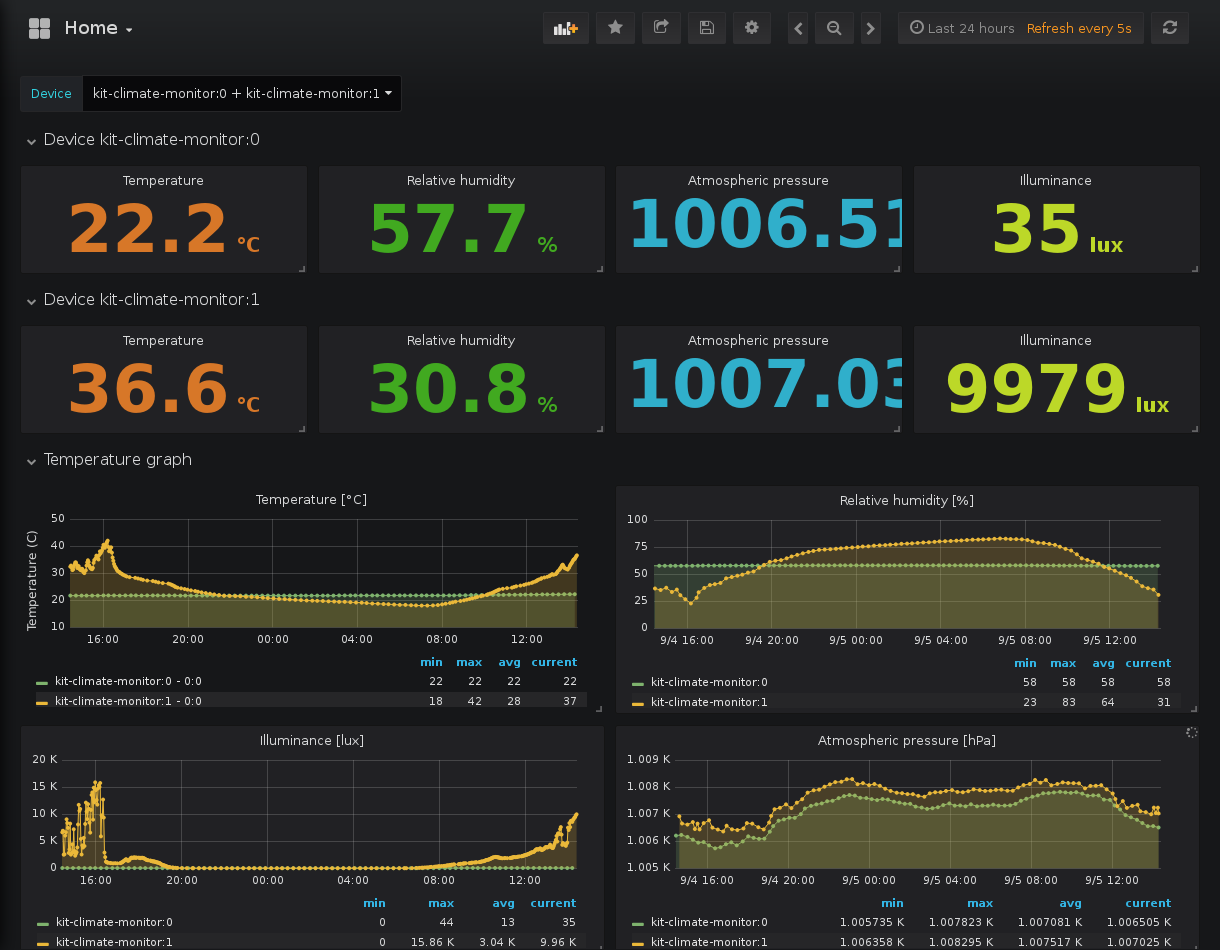 Home
Last 24 hours Refresh every 5s
Device kit-climate-monitor:0 + kit-climate-monitor:1
Device kit-climate-monitor:0
Temperature Relative humidity Atmospheric pressure Illuminance
22.2 °C 57.7 % 1006.51 35 lux
Device kit-climate-monitor:1
Temperature Relative humidity Atmospheric pressure Illuminance
36.6 °C 30.8 % 1007.03 9979 lux
Temperature graph
Temperature [°C]
Temperature (C)
50
40
30
20
10
16:00 20:00 00:00 04:00 08:00 12:00
min max avg current
kit-climate-monitor:0 - 0:0 22 22 22 22
kit-climate-monitor:1 - 0:0 18 42 28 37
Relative humidity [%]
100
75
50
25
0
9/4 16:00 9/4 20:00 9/5 00:00 9/5 04:00 9/5 08:00 9/5 12:00
min max avg current
kit-climate-monitor:0 58 58 58 58
kit-climate-monitor:1 23 83 64 31
Illuminance [lux]
20 K
15 K
10 K
5 K
0
16:00 20:00 00:00 04:00 08:00 12:00
min max avg current
kit-climate-monitor:0 0 44 13 35
kit-climate-monitor:1 0 15.86 K 3.04 K 9.96 K
Atmospheric pressure [hPa]
1.009 K
1.008 K
1.007 K
1.006 K
1.005 K
9/4 16:00 9/4 20:00 9/5 00:00 9/5 04:00 9/5 08:00 9/5 12:00
min max avg current
kit-climate-monitor:0 1.005735 K 1.007823 K 1.007081 K 1.006505 K
kit-climate-monitor:1 1.006358 K 1.008295 K 1.007517 K 1.007025 K